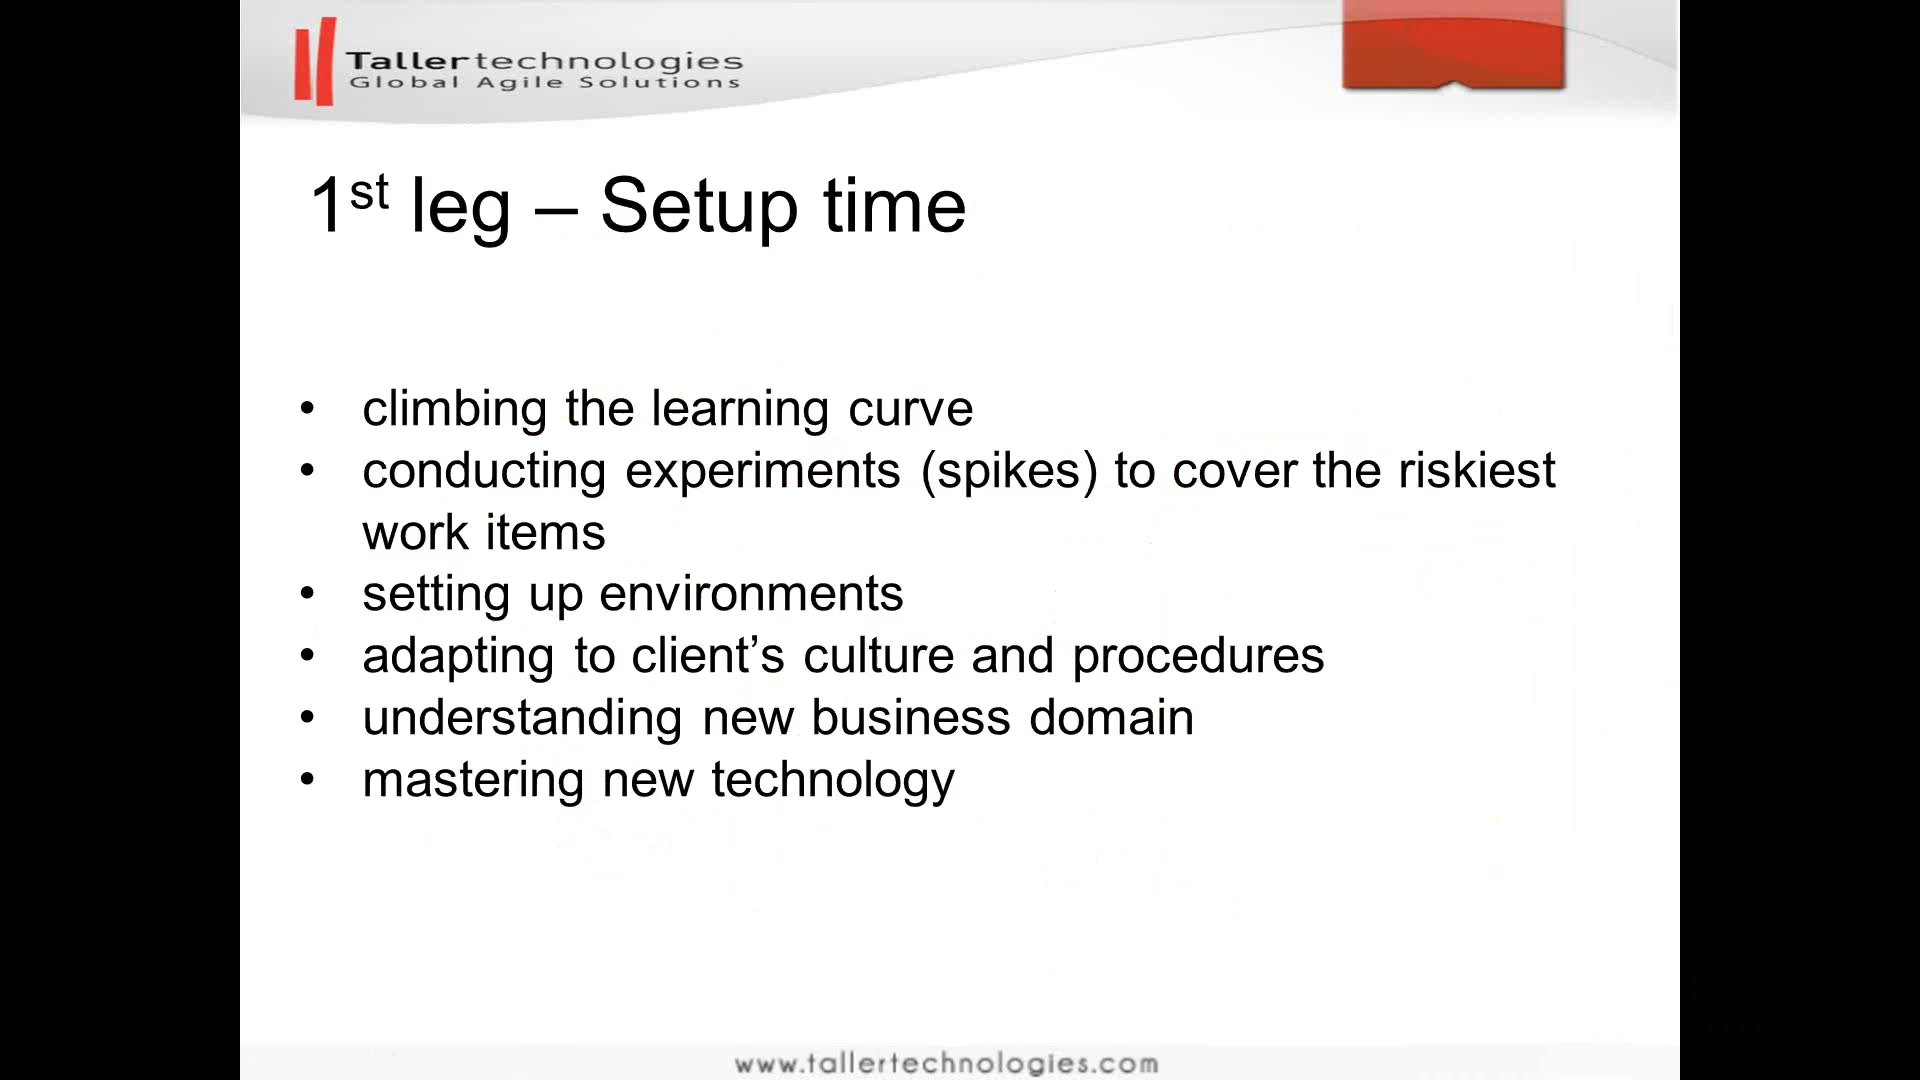 Tallertechnologies
Global Agile Solutions
1st leg – Setup time
• climbing the learning curve
• conducting experiments (spikes) to cover the riskiest
work items
• setting up environments
• adapting to client’s culture and procedures
• understanding new business domain
• mastering new technology
www.tallertechnologies.com